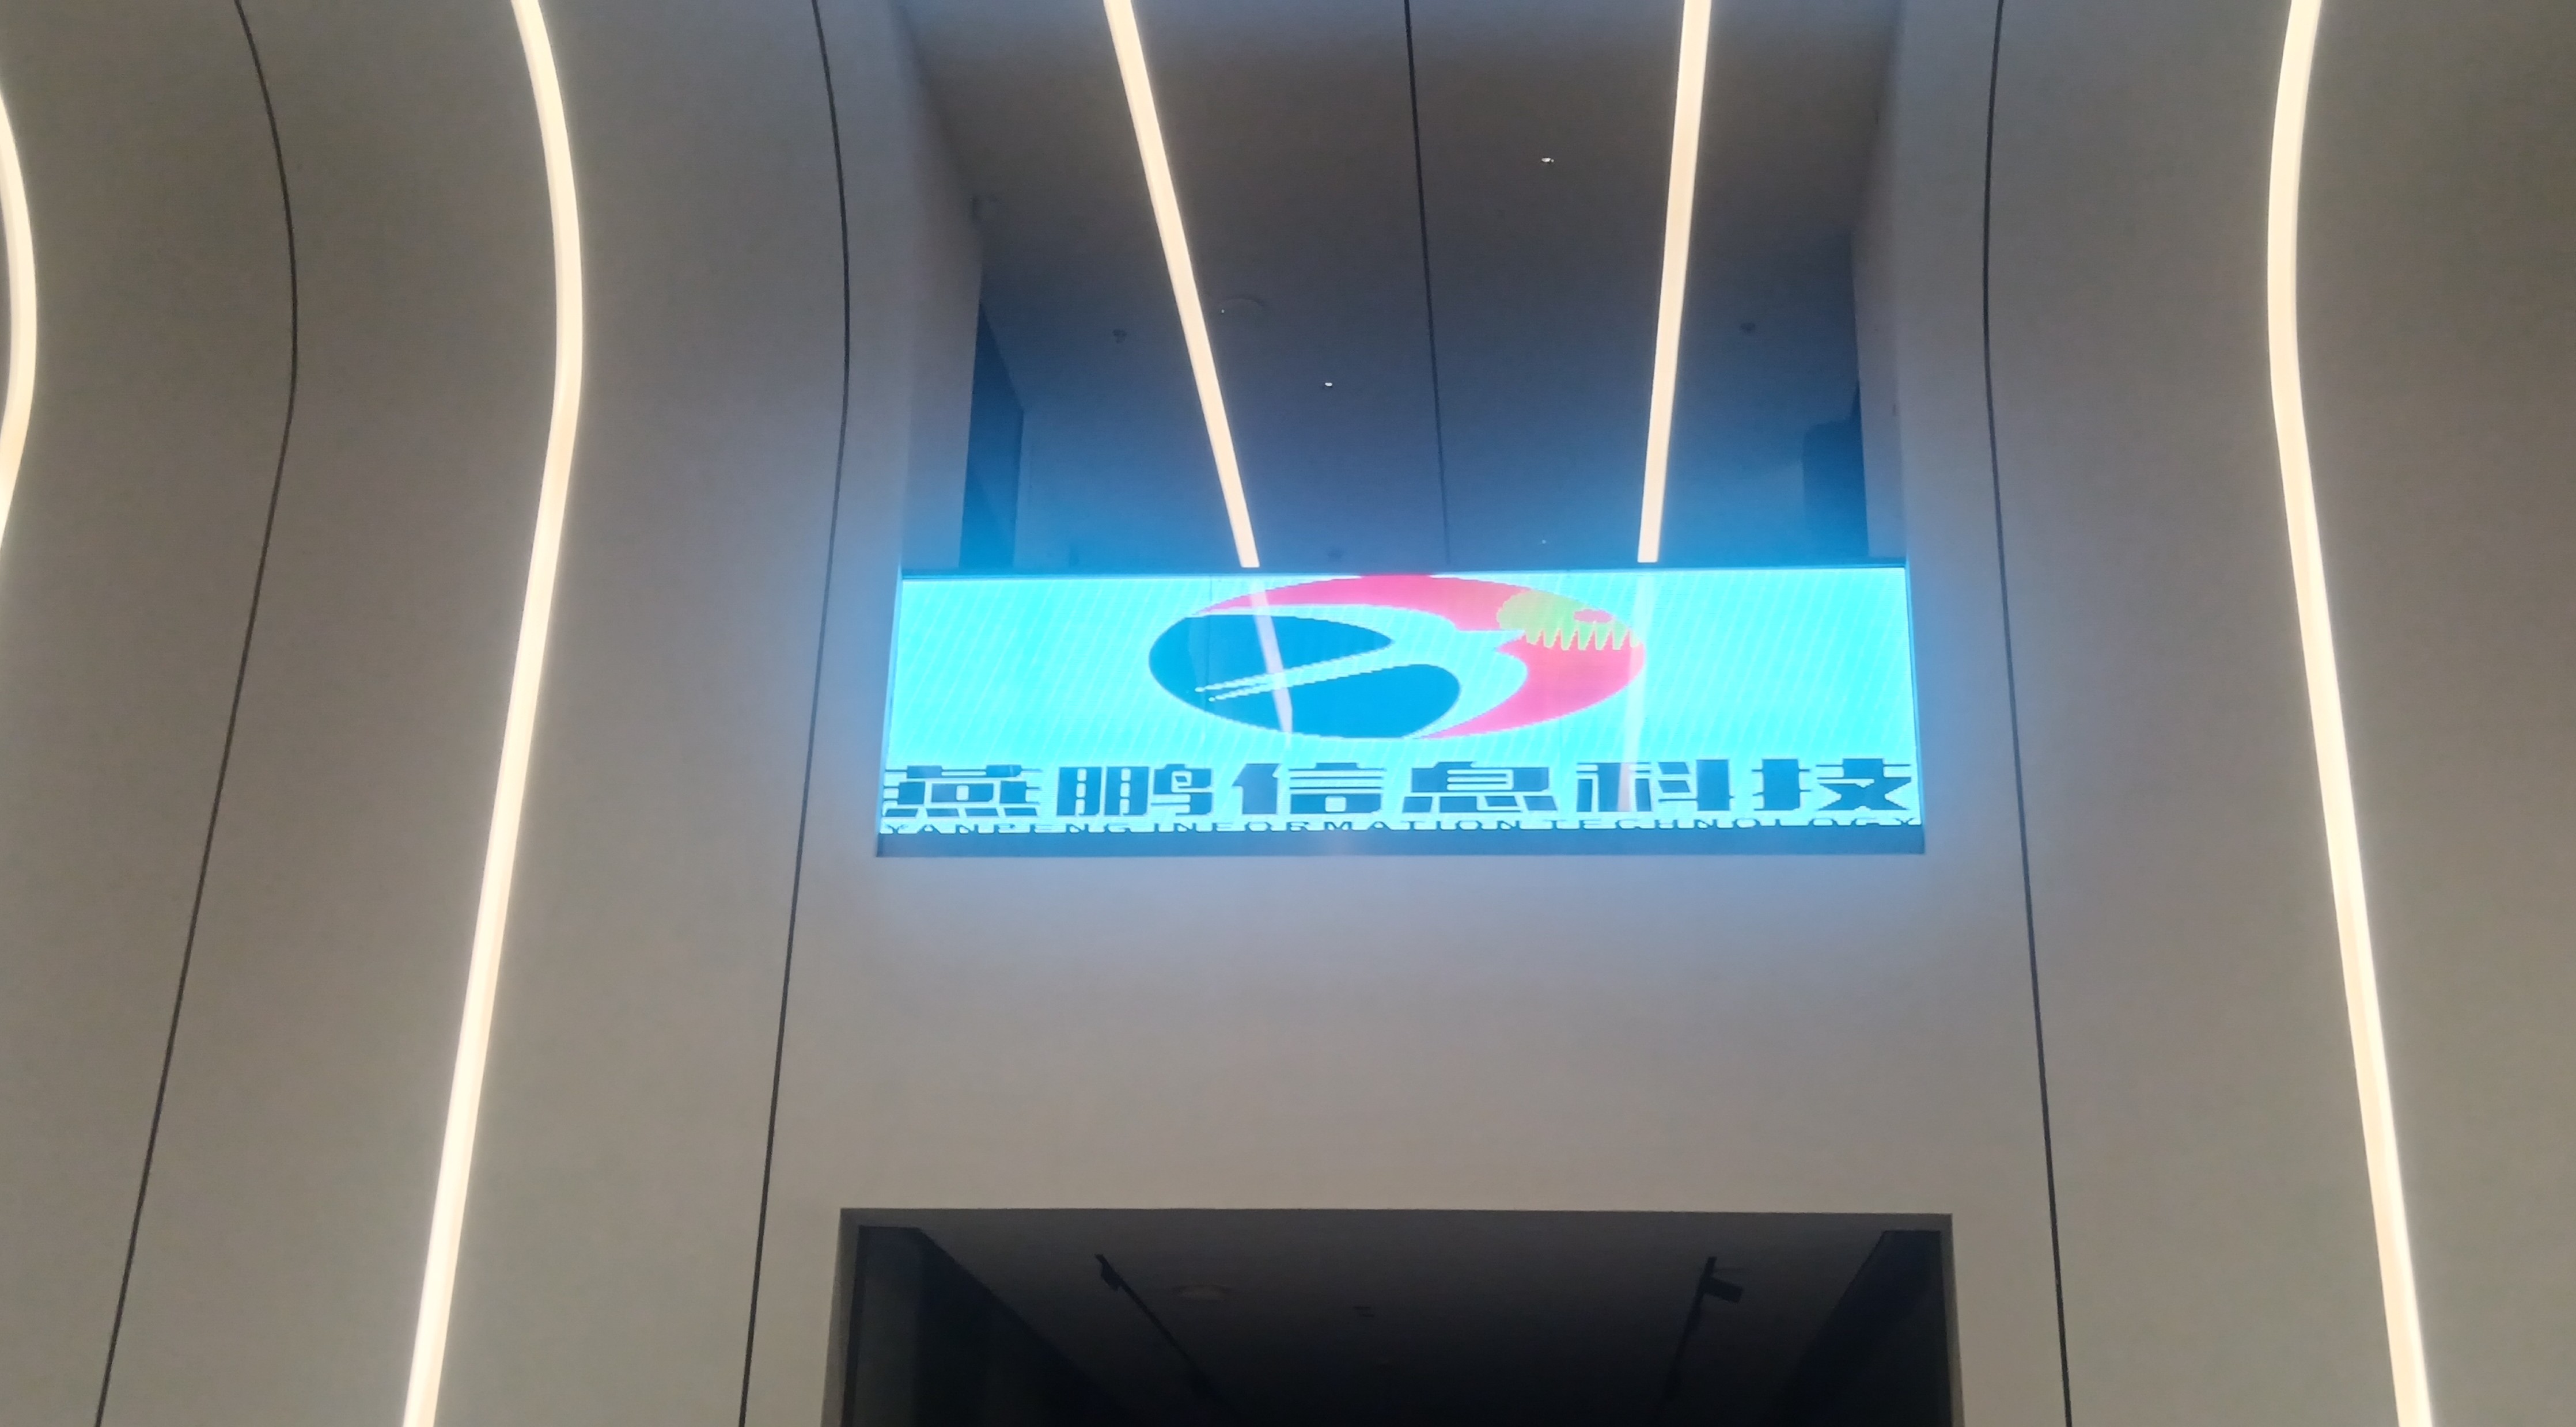 燕鹏信息科技
YANPENG INFORMATION TECHNOLOGY